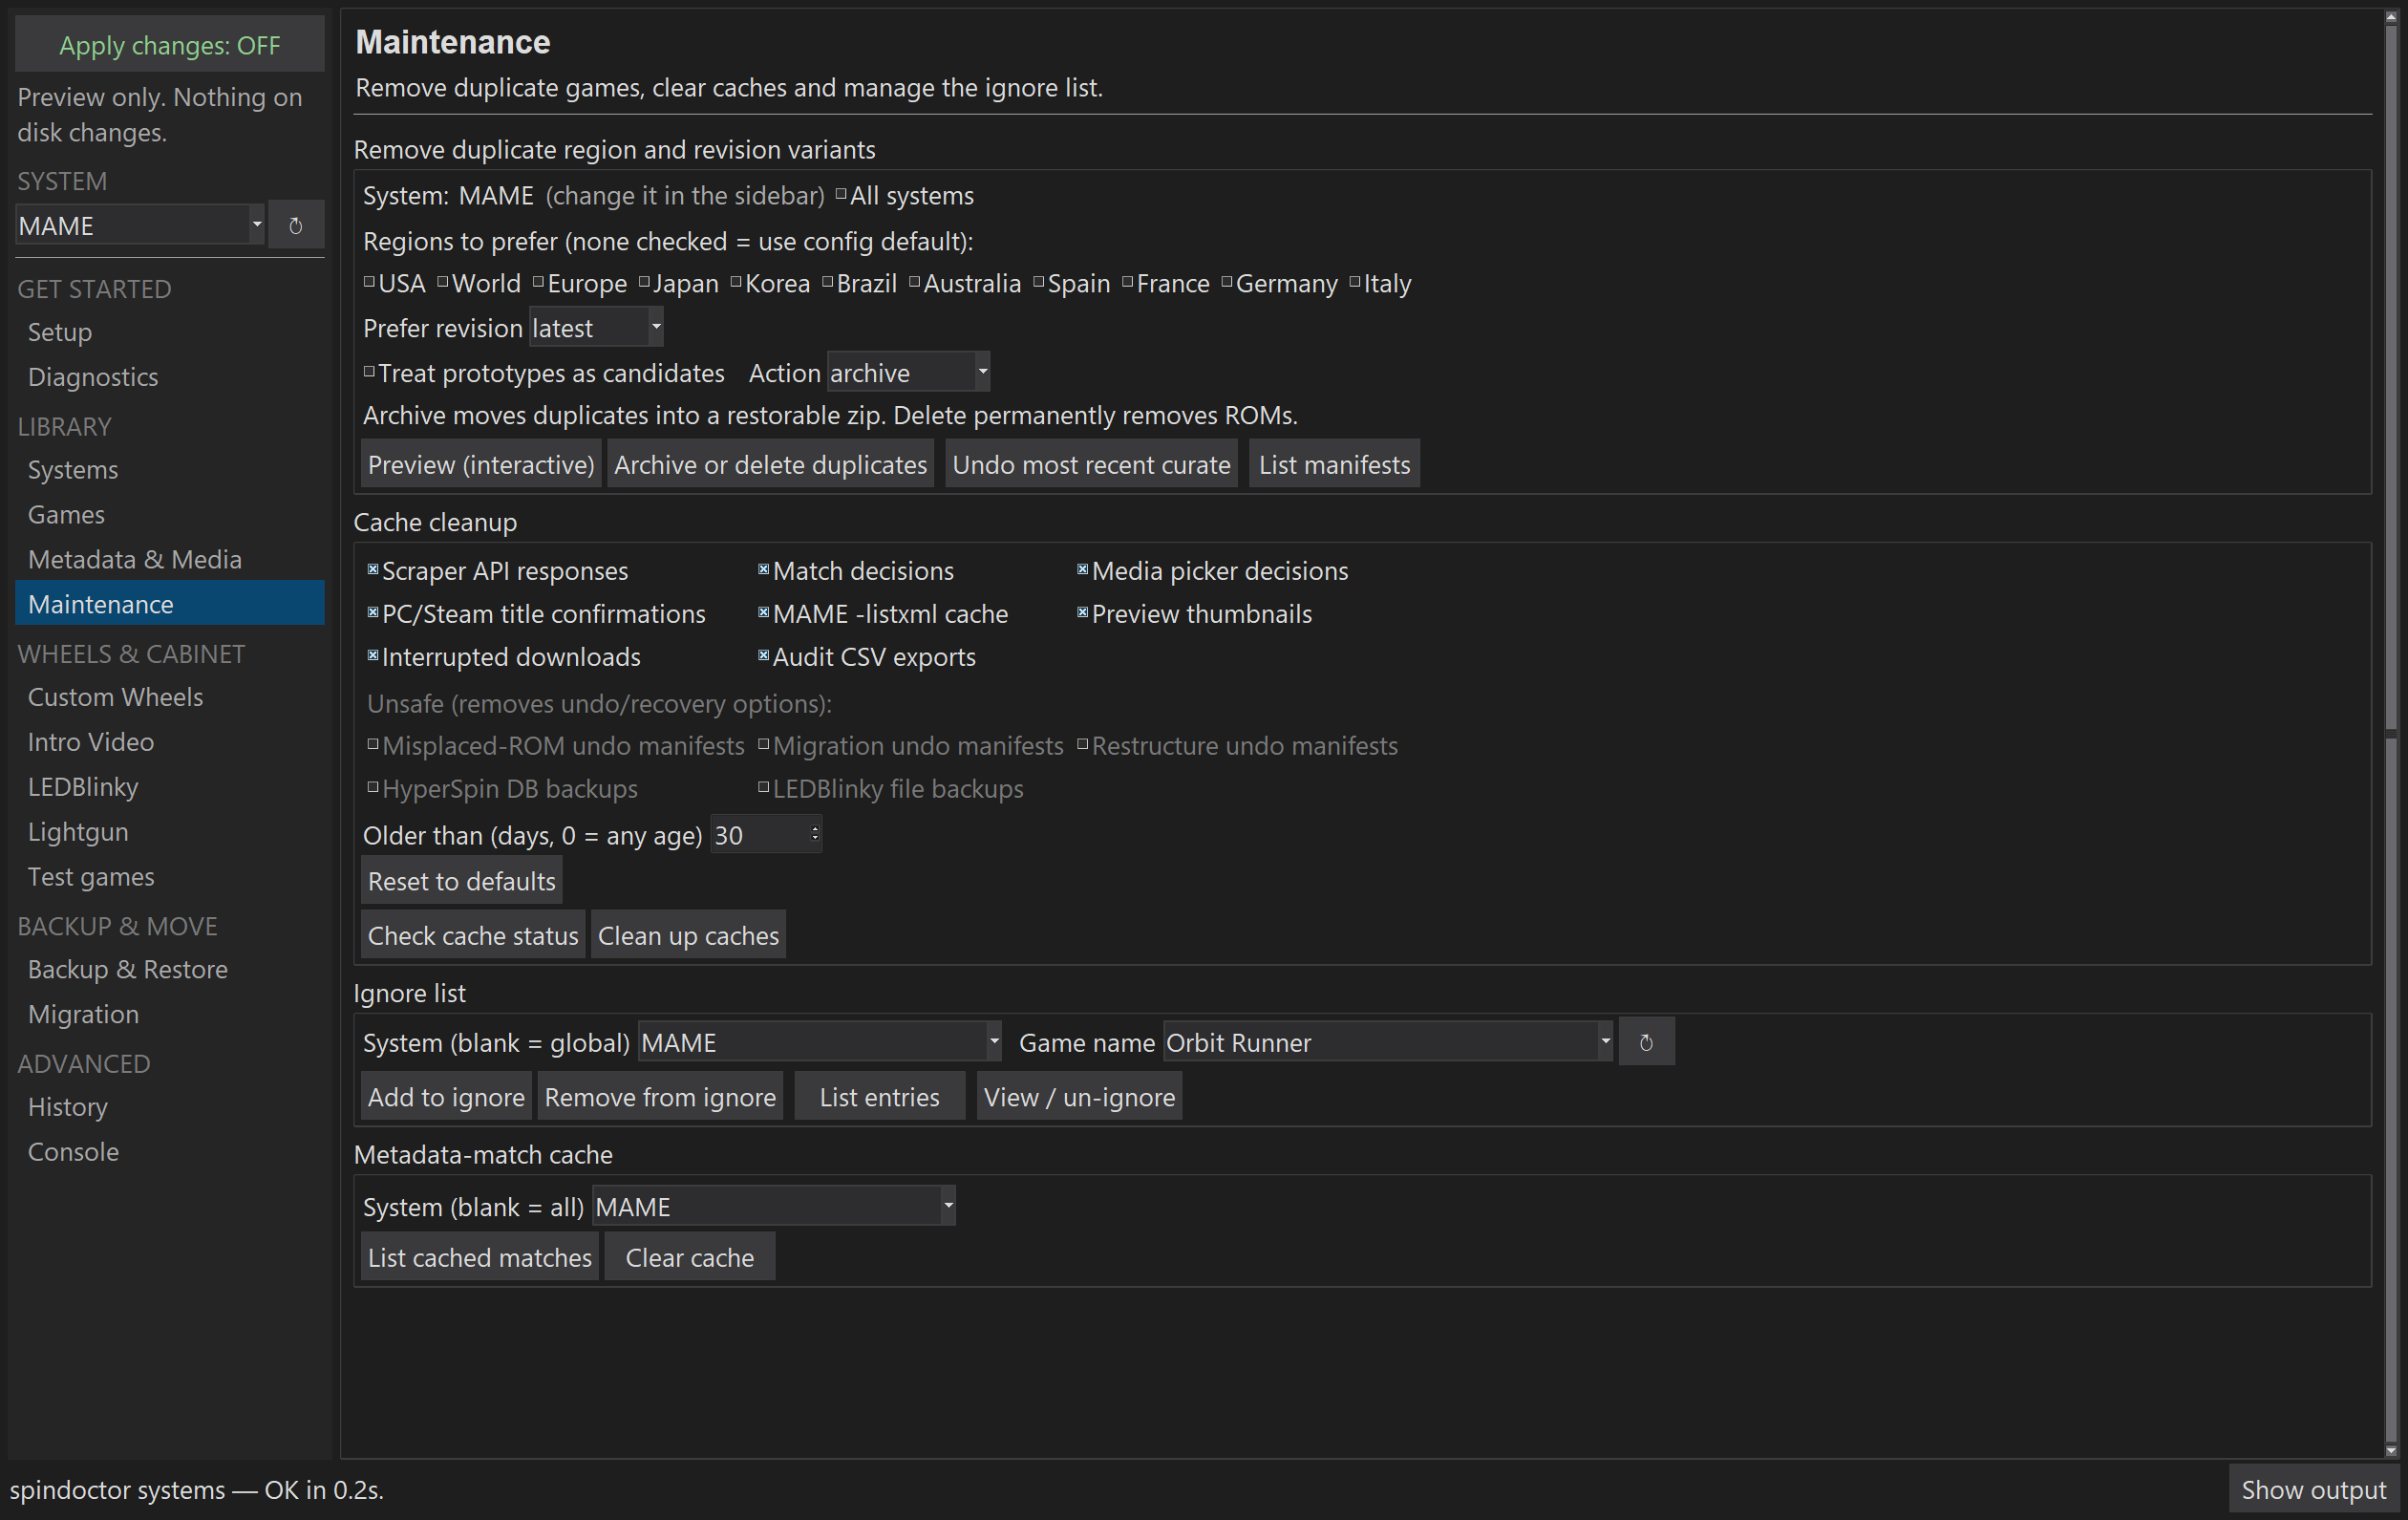 Apply changes: OFF
Preview only. Nothing on
disk changes.
SYSTEM
MAME
GET STARTED
Setup
Diagnostics
LIBRARY
Systems
Games
Metadata & Media
Maintenance
WHEELS & CABINET
Custom Wheels
Intro Video
LEDBlinky
Lightgun
Test games
BACKUP & MOVE
Backup & Restore
Migration
ADVANCED
History
Console
Maintenance
Remove duplicate games, clear caches and manage the ignore list.
Remove duplicate region and revision variants
System: MAME (change it in the sidebar) All systems
Regions to prefer (none checked = use config default):
USA World Europe Japan Korea Brazil Australia Spain France Germany Italy
Prefer revision latest
Treat prototypes as candidates Action archive
Archive moves duplicates into a restorable zip. Delete permanently removes ROMs.
Preview (interactive) Archive or delete duplicates Undo most recent curate List manifests
Cache cleanup
Scraper API responses Match decisions Media picker decisions
PC/Steam title confirmations MAME -listxml cache Preview thumbnails
Interrupted downloads Audit CSV exports
Unsafe (removes undo/recovery options):
Misplaced-ROM undo manifests Migration undo manifests Restructure undo manifests
HyperSpin DB backups LEDBlinky file backups
Older than (days, 0 = any age) 30
Reset to defaults
Check cache status Clean up caches
Ignore list
System (blank = global) MAME Game name Orbit Runner
Add to ignore Remove from ignore List entries View / un-ignore
Metadata-match cache
System (blank = all) MAME
List cached matches Clear cache
spindoctor systems — OK in 0.2s.
Show output